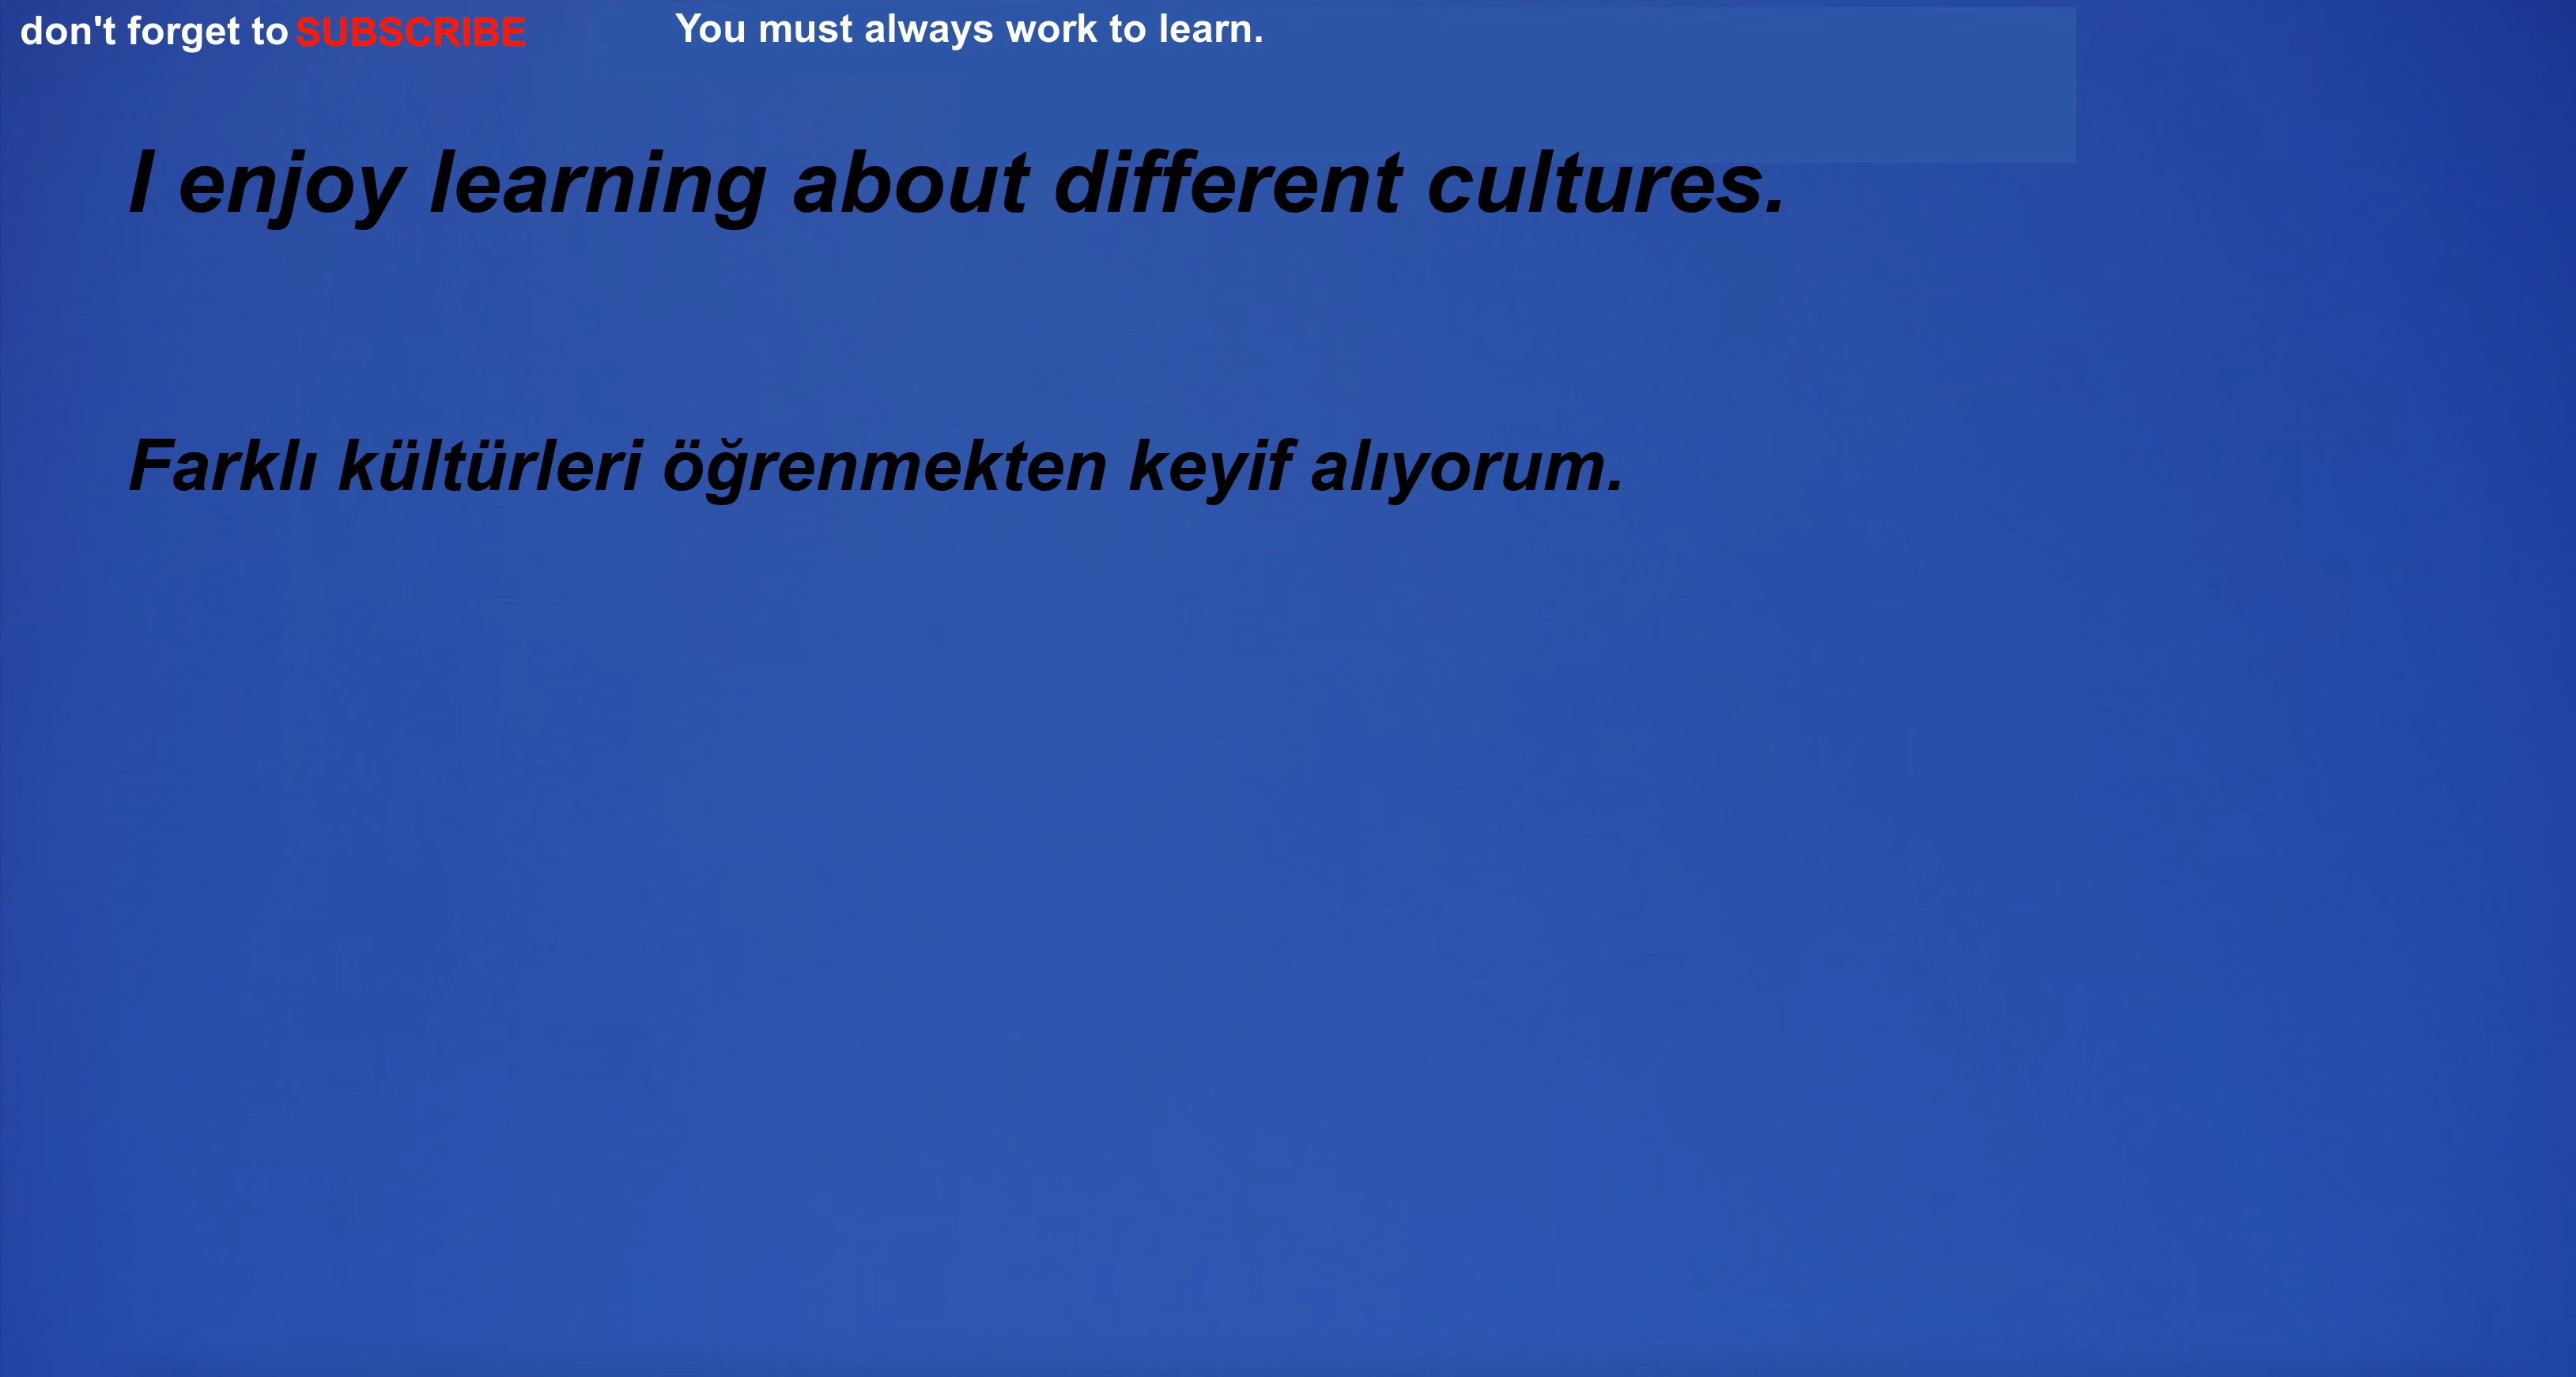 don't forget to SUBSCRIBE You must always work to learn.
I enjoy learning about different cultures.
Farklı kültürleri öğrenmekten keyif alıyorum.